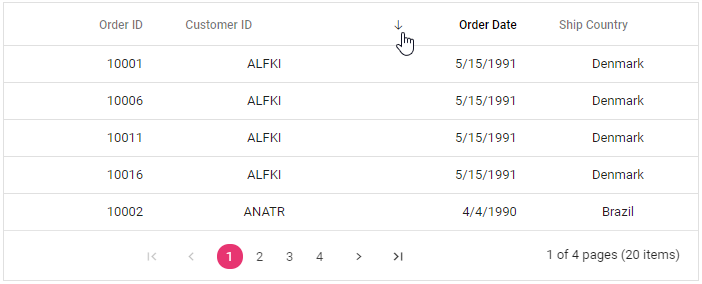 Order ID Customer ID Order Date Ship Country
10001 ALFKI 5/15/1991 Denmark
10006 ALFKI 5/15/1991 Denmark
10011 ALFKI 5/15/1991 Denmark
10016 ALFKI 5/15/1991 Denmark
10002 ANATR 4/4/1990 Brazil
1 2 3 4 1 of 4 pages (20 items)